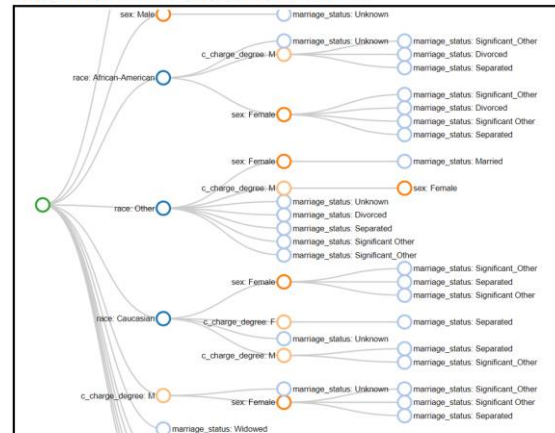 sex: Male
marriage_status: Unknown
race: African-American
marriage_status: Unknown
c_charge_degree: M
marriage_status: Significant_Other
marriage_status: Divorced
marriage_status: Separated
sex: Female
marriage_status: Significant_Other
marriage_status: Divorced
marriage_status: Significant Other
marriage_status: Separated
race: Other
sex: Female
marriage_status: Married
c_charge_degree: M
sex: Female
marriage_status: Unknown
marriage_status: Divorced
marriage_status: Separated
marriage_status: Significant Other
marriage_status: Significant_Other
race: Caucasian
sex: Female
marriage_status: Significant_Other
marriage_status: Separated
marriage_status: Significant Other
c_charge_degree: F
marriage_status: Separated
marriage_status: Unknown
c_charge_degree: M
marriage_status: Separated
marriage_status: Significant_Other
c_charge_degree: M
marriage_status: Unknown
sex: Female
marriage_status: Significant_Other
marriage_status: Significant Other
marriage_status: Separated
marriage_status: Widowed